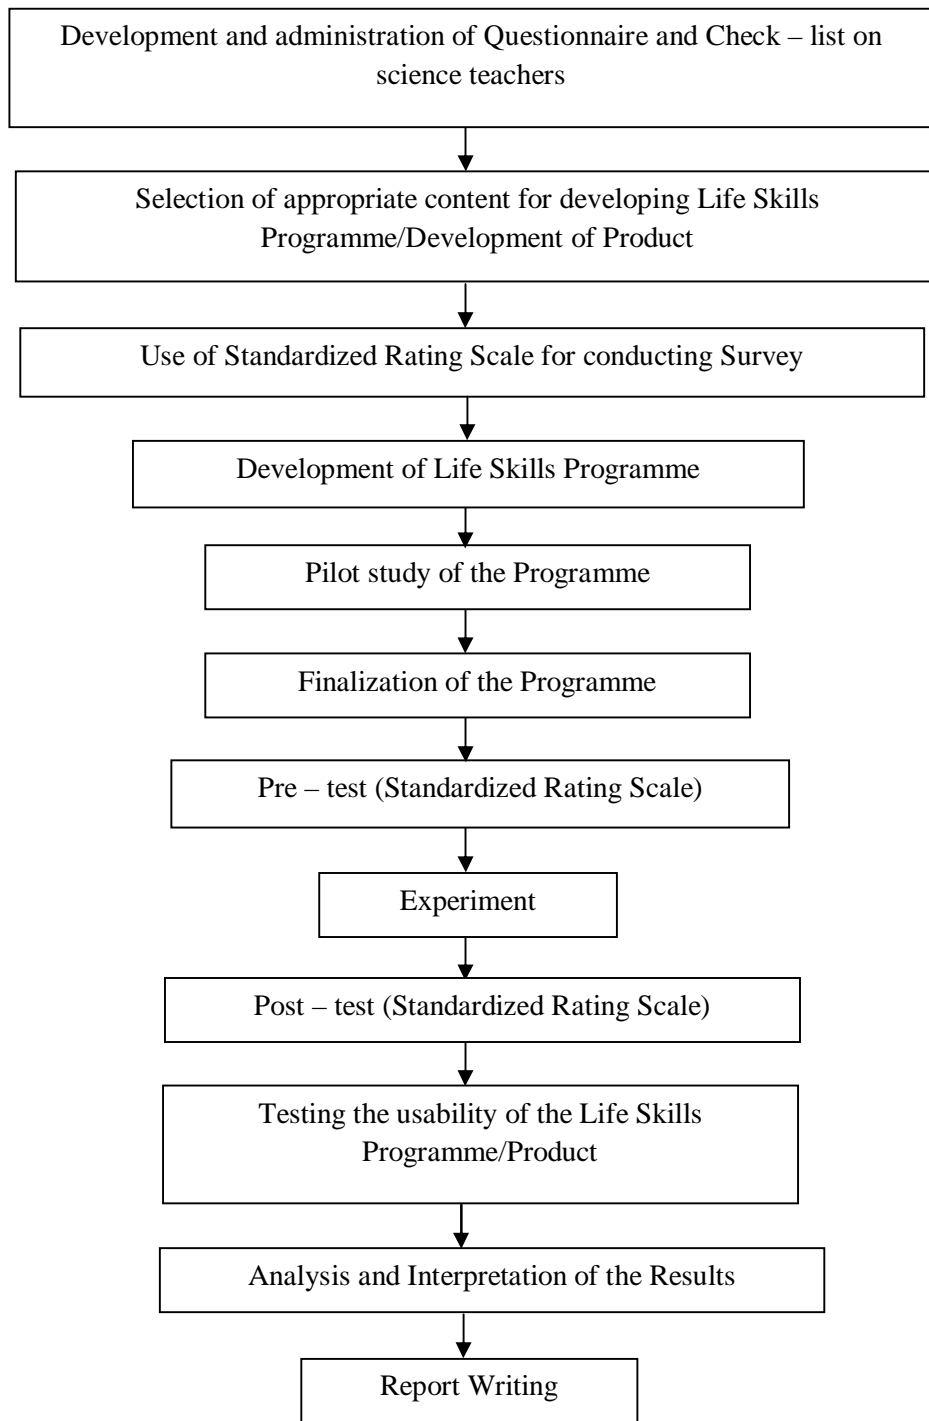 Development and administration of Questionnaire and Check – list on
science teachers
Selection of appropriate content for developing Life Skills
Programme/Development of Product
Use of Standardized Rating Scale for conducting Survey
Development of Life Skills Programme
Pilot study of the Programme
Finalization of the Programme
Pre – test (Standardized Rating Scale)
Experiment
Post – test (Standardized Rating Scale)
Testing the usability of the Life Skills
Programme/Product
Analysis and Interpretation of the Results
Report Writing